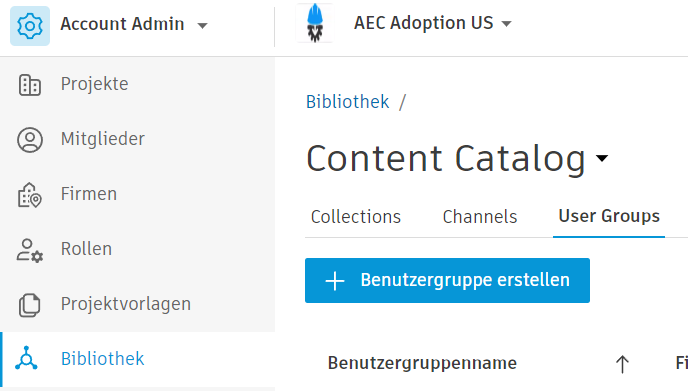 Account Admin
AEC Adoption US
Projekte
Mitglieder
Firmen
Rollen
Projektvorlagen
Bibliothek
Bibliothek /
Content Catalog
Collections Channels User Groups
+ Benutzergruppe erstellen
Benutzergruppenname ↑ Fi